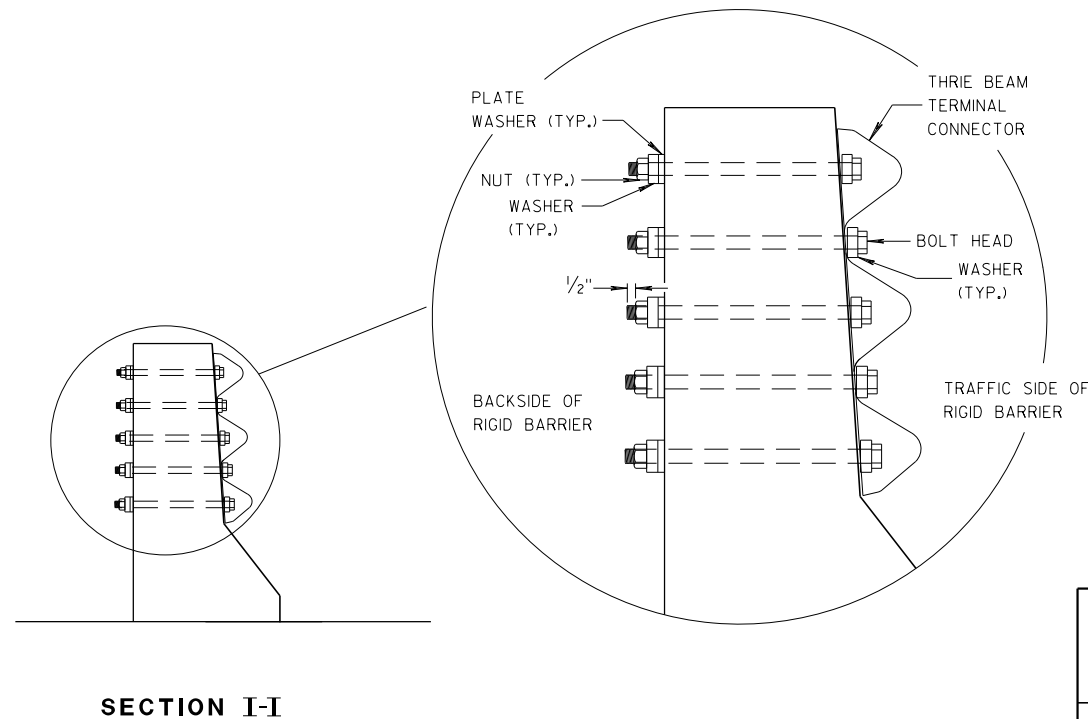 THRIE BEAM
TERMINAL
CONNECTOR
PLATE
WASHER (TYP.)
NUT (TYP.)
WASHER
(TYP.)
BOLT HEAD
WASHER
(TYP.)
1/2"
BACKSIDE OF
RIGID BARRIER
TRAFFIC SIDE OF
RIGID BARRIER
SECTION I-I